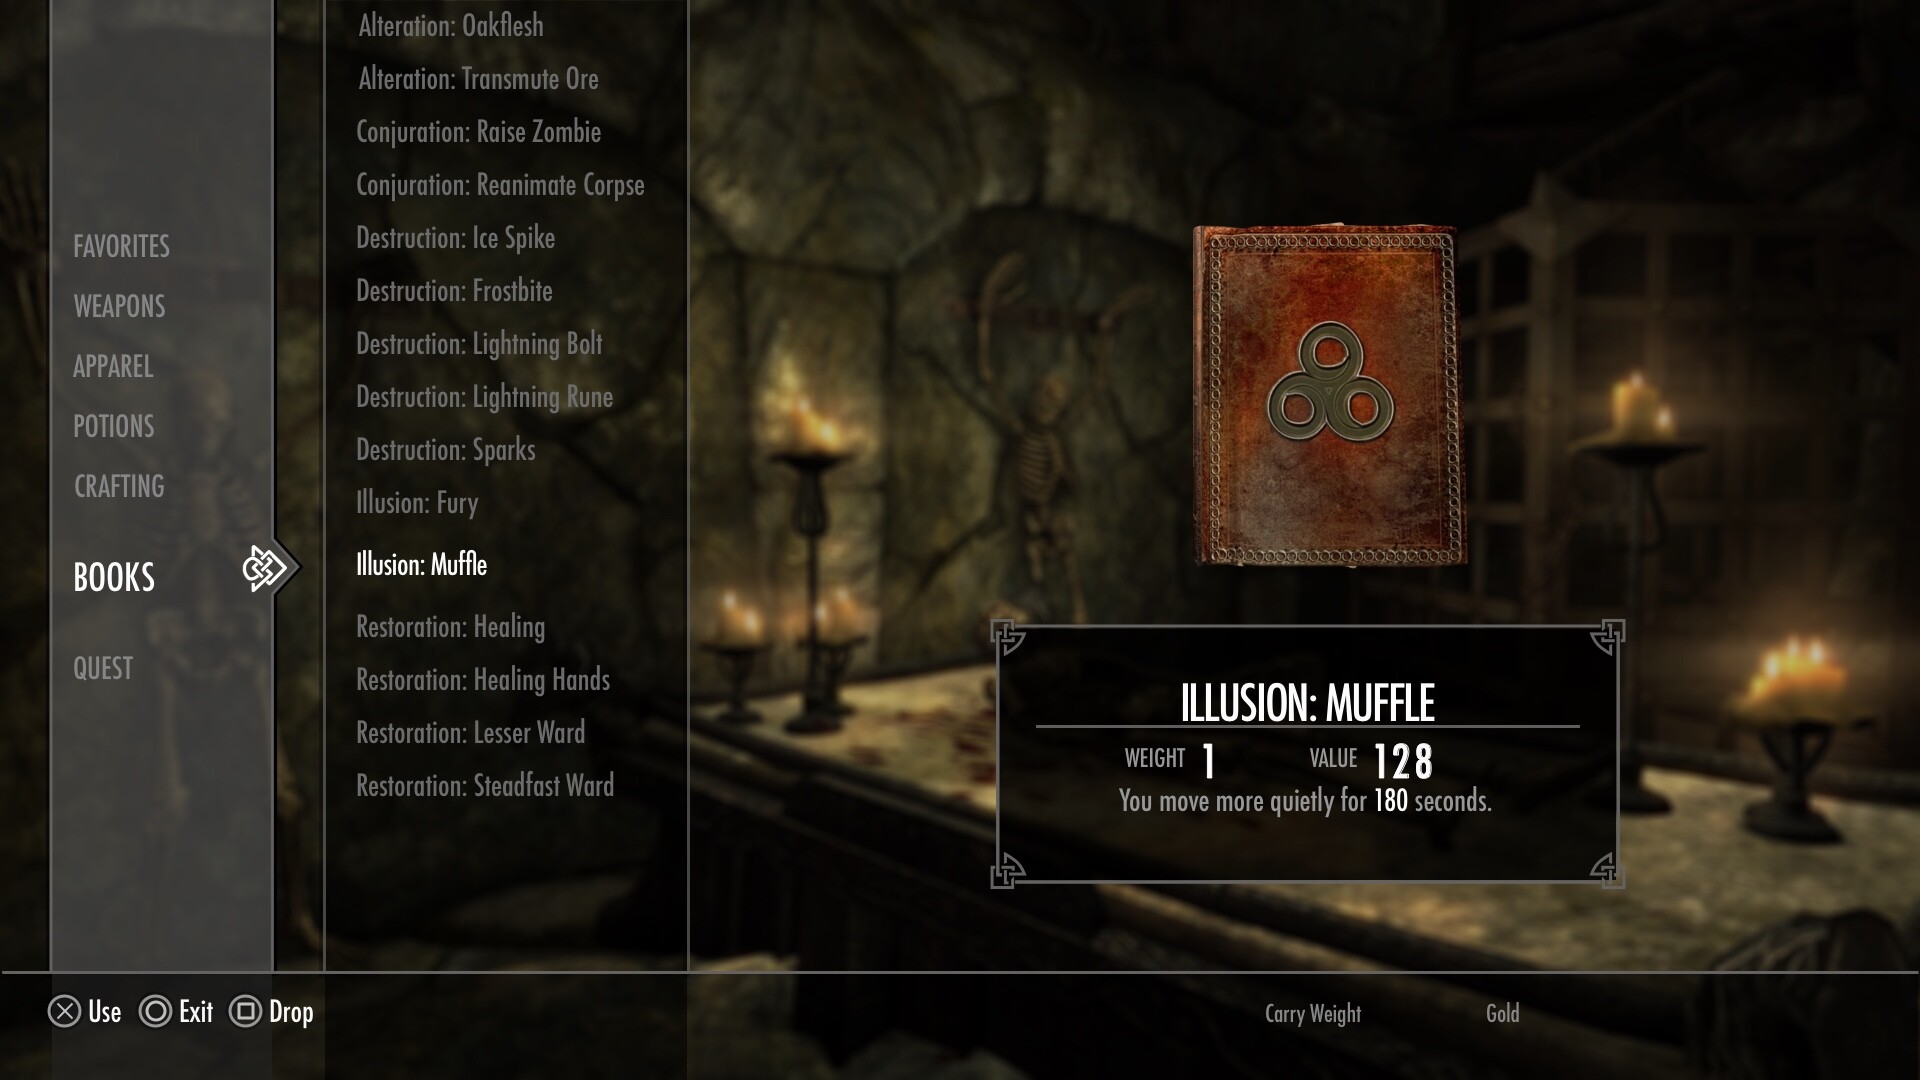 FAVORITES
WEAPONS
APPAREL
POTIONS
CRAFTING
BOOKS
QUEST
Alteration: Oakflesh
Alteration: Transmute Ore
Conjuration: Raise Zombie
Conjuration: Reanimate Corpse
Destruction: Ice Spike
Destruction: Frostbite
Destruction: Lightning Bolt
Destruction: Lightning Rune
Destruction: Sparks
Illusion: Fury
Illusion: Muffle
Restoration: Healing
Restoration: Healing Hands
Restoration: Lesser Ward
Restoration: Steadfast Ward
ILLUSION: MUFFLE
WEIGHT 1 VALUE 128
You move more quietly for 180 seconds.
Use Exit Drop
Carry Weight Gold